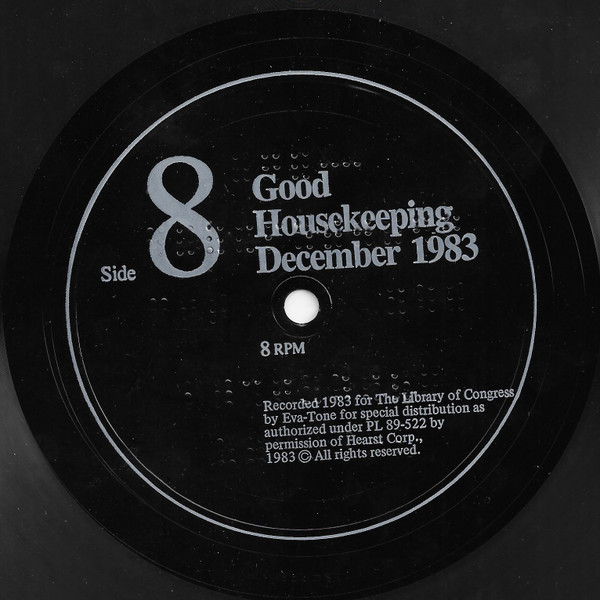 Side 8
Good
Housekeeping
December 1983
8 RPM
Recorded 1983 for The Library of Congress
by Eva-Tone for special distribution as
authorized under PL 89-522 by
permission of Hearst Corp.,
1983 © All rights reserved.